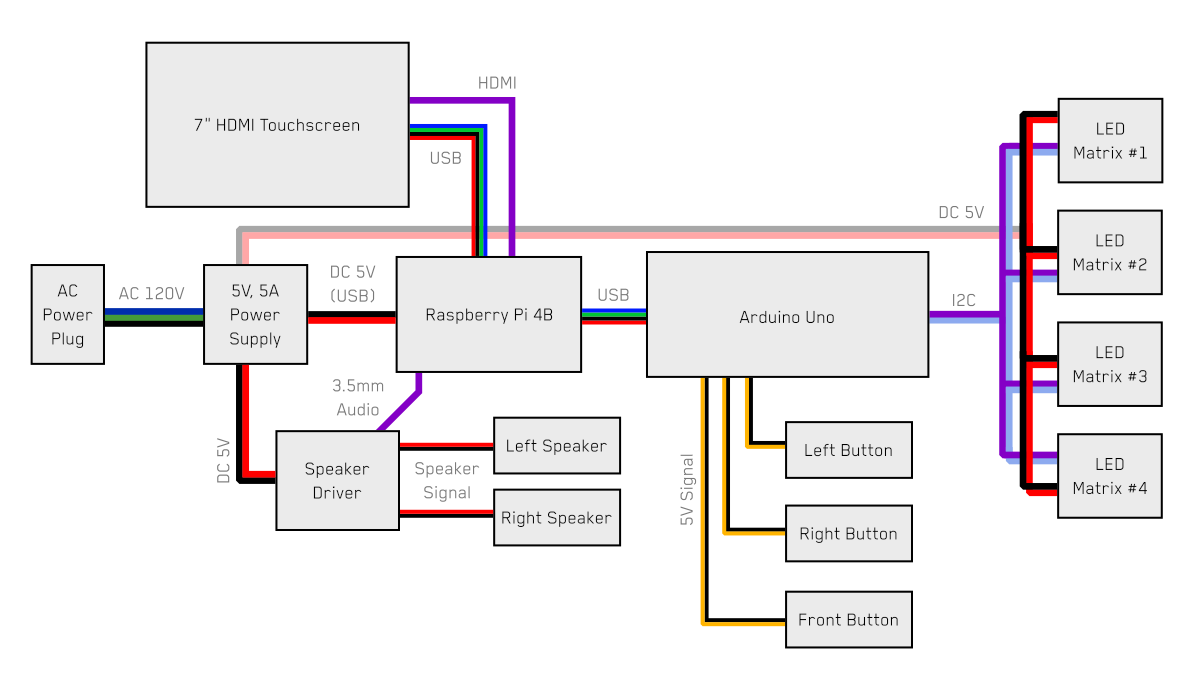 HDMI
7" HDMI Touchscreen
USB
LED
Matrix #1
DC 5V
LED
Matrix #2
AC
Power
Plug
AC 120V
5V, 5A
Power
Supply
DC 5V
(USB)
Raspberry Pi 4B
USB
Arduino Uno
I2C
LED
Matrix #3
3.5mm
Audio
DC 5V
Speaker
Driver
Speaker
Signal
Left Speaker
Right Speaker
5V Signal
Left Button
Right Button
Front Button
LED
Matrix #4